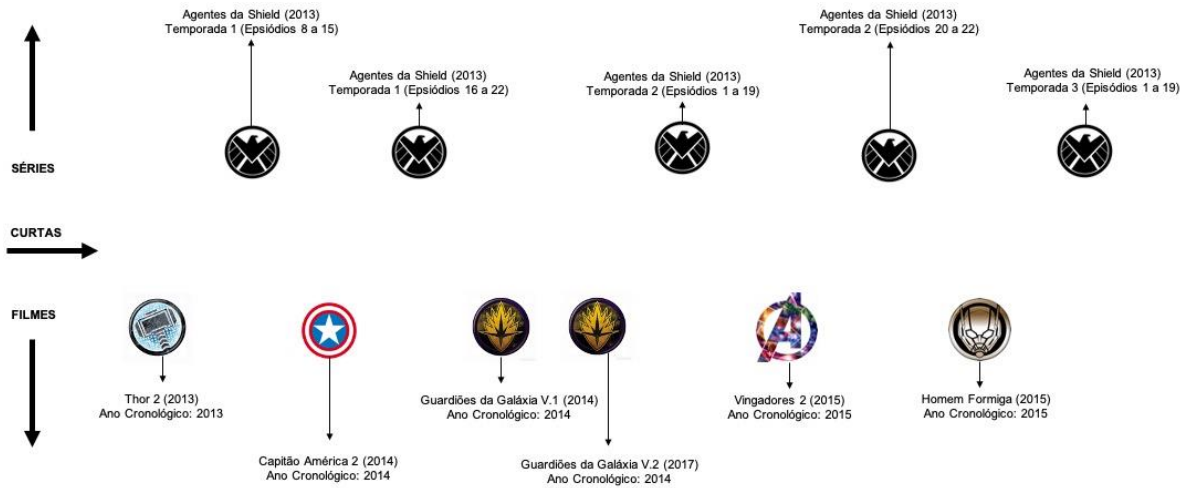 Agentes da Shield (2013)
Temporada 1 (Epsiódios 8 a 15)
Agentes da Shield (2013)
Temporada 2 (Epsiódios 20 a 22)
Agentes da Shield (2013)
Temporada 1 (Epsiódios 16 a 22)
Agentes da Shield (2013)
Temporada 2 (Epsiódios 1 a 19)
Agentes da Shield (2013)
Temporada 3 (Episódios 1 a 19)
SÉRIES
CURTAS
FILMES
Thor 2 (2013)
Ano Cronológico: 2013
Guardiões da Galáxia V.1 (2014)
Ano Cronológico: 2014
Vingadores 2 (2015)
Ano Cronológico: 2015
Homem Formiga (2015)
Ano Cronológico: 2015
Capitão América 2 (2014)
Ano Cronológico: 2014
Guardiões da Galáxia V.2 (2017)
Ano Cronológico: 2014